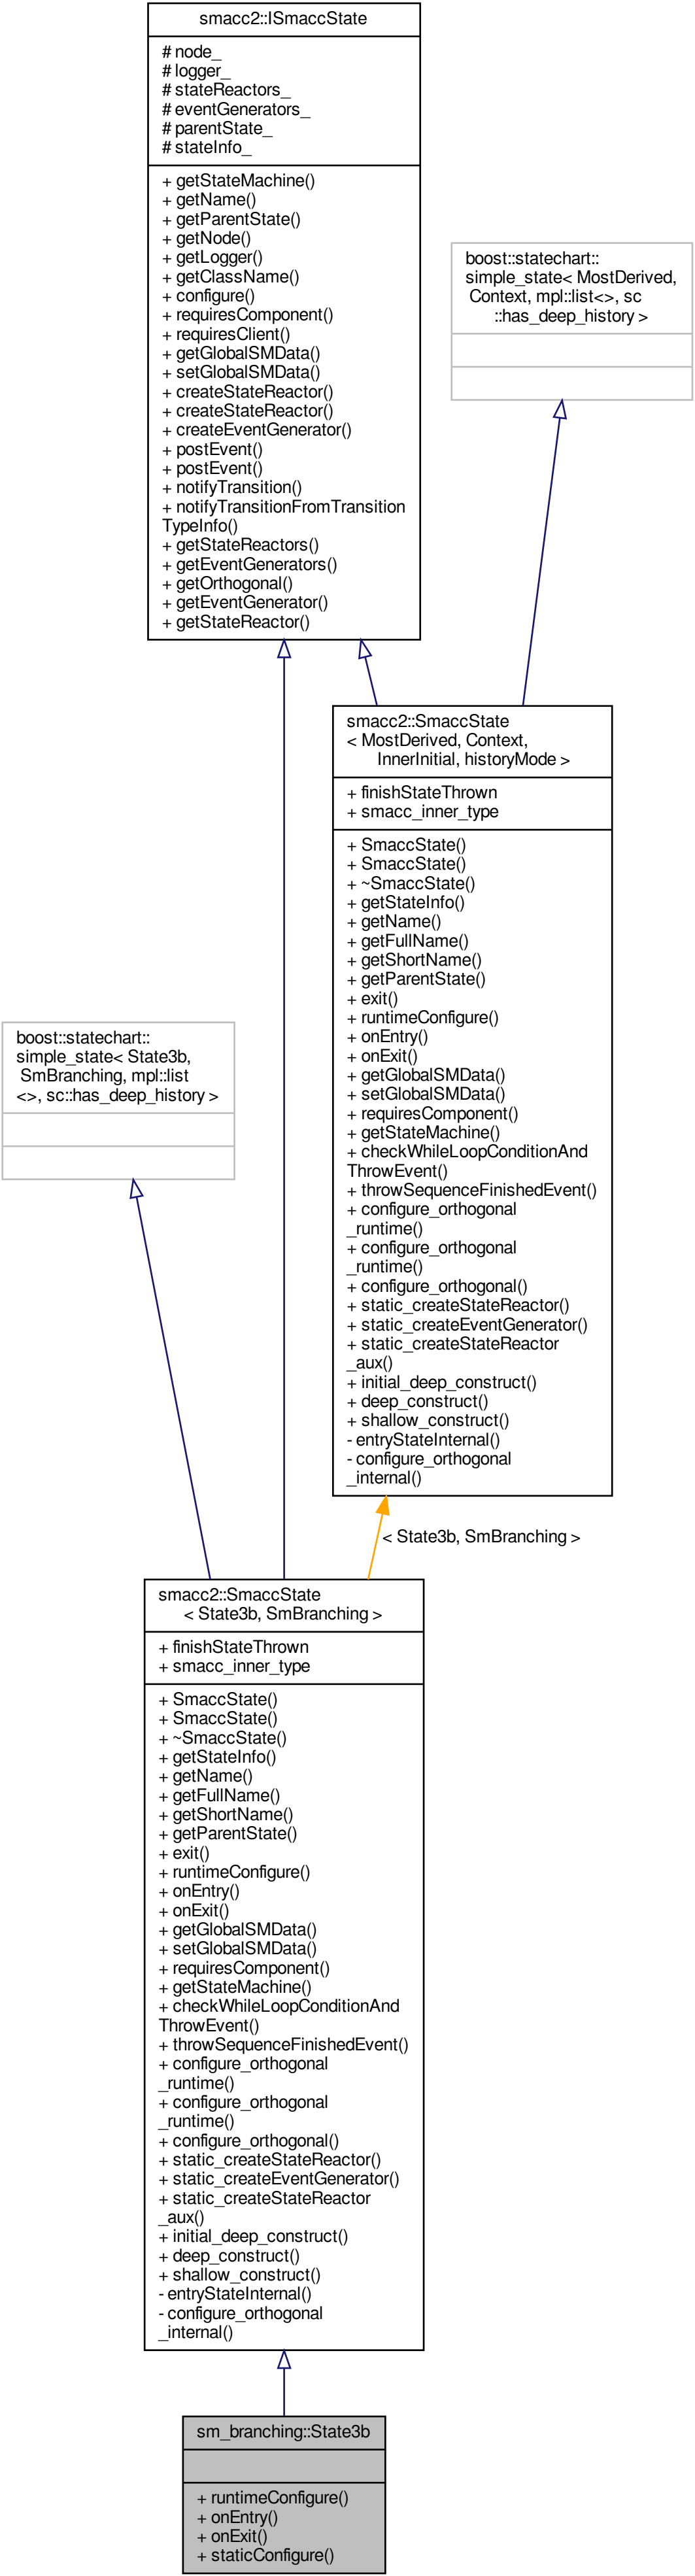 smacc2::ISmaccState
# node_
# logger_
# stateReactors_
# eventGenerators_
# parentState_
# stateInfo_
+ getStateMachine()
+ getName()
+ getParentState()
+ getNode()
+ getLogger()
+ getClassName()
+ configure()
+ requiresComponent()
+ requiresClient()
+ getGlobalSMData()
+ setGlobalSMData()
+ createStateReactor()
+ createStateReactor()
+ createEventGenerator()
+ postEvent()
+ postEvent()
+ notifyTransition()
+ notifyTransitionFromTransition
TypeInfo()
+ getStateReactors()
+ getEventGenerators()
+ getOrthogonal()
+ getEventGenerator()
+ getStateReactor()
boost::statechart::
simple_state< MostDerived,
Context, mpl::list<>, sc
::has_deep_history >
smacc2::SmaccState
< MostDerived, Context,
InnerInitial, historyMode >
+ finishStateThrown
+ smacc_inner_type
+ SmaccState()
+ SmaccState()
+ ~SmaccState()
+ getStateInfo()
+ getName()
+ getFullName()
+ getShortName()
+ getParentState()
+ exit()
+ runtimeConfigure()
+ onEntry()
+ onExit()
+ getGlobalSMData()
+ setGlobalSMData()
+ requiresComponent()
+ getStateMachine()
+ checkWhileLoopConditionAnd
ThrowEvent()
+ throwSequenceFinishedEvent()
+ configure_orthogonal
_runtime()
+ configure_orthogonal
_runtime()
+ configure_orthogonal()
+ static_createStateReactor()
+ static_createEventGenerator()
+ static_createStateReactor
_aux()
+ initial_deep_construct()
+ deep_construct()
+ shallow_construct()
- entryStateInternal()
- configure_orthogonal
_internal()
boost::statechart::
simple_state< State3b,
SmBranching, mpl::list
<>, sc::has_deep_history >
< State3b, SmBranching >
smacc2::SmaccState
< State3b, SmBranching >
+ finishStateThrown
+ smacc_inner_type
+ SmaccState()
+ SmaccState()
+ ~SmaccState()
+ getStateInfo()
+ getName()
+ getFullName()
+ getShortName()
+ getParentState()
+ exit()
+ runtimeConfigure()
+ onEntry()
+ onExit()
+ getGlobalSMData()
+ setGlobalSMData()
+ requiresComponent()
+ getStateMachine()
+ checkWhileLoopConditionAnd
ThrowEvent()
+ throwSequenceFinishedEvent()
+ configure_orthogonal
_runtime()
+ configure_orthogonal
_runtime()
+ configure_orthogonal()
+ static_createStateReactor()
+ static_createEventGenerator()
+ static_createStateReactor
_aux()
+ initial_deep_construct()
+ deep_construct()
+ shallow_construct()
- entryStateInternal()
- configure_orthogonal
_internal()
sm_branching::State3b
+ runtimeConfigure()
+ onEntry()
+ onExit()
+ staticConfigure()